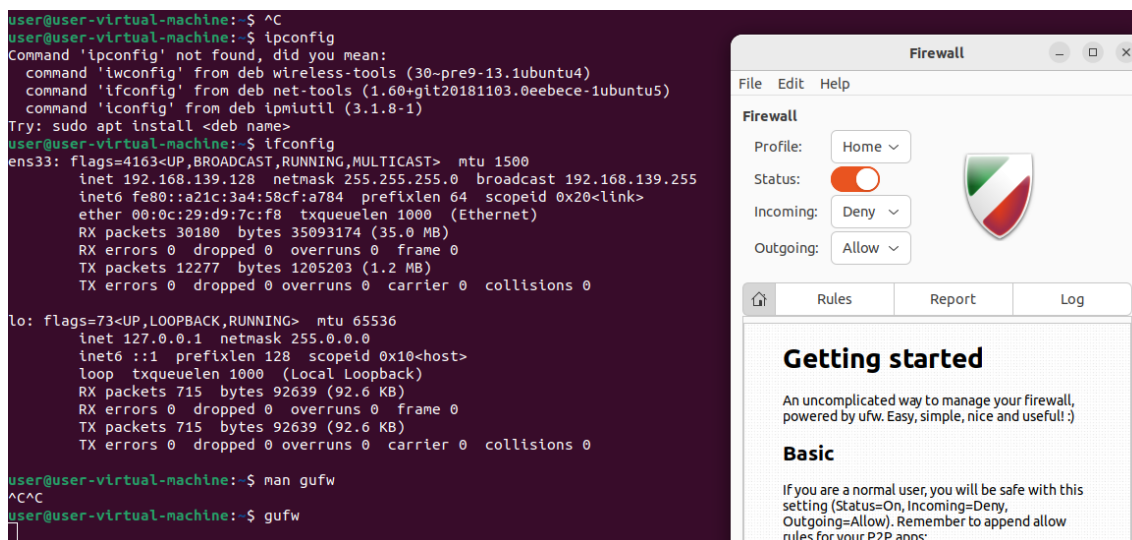 user@user-virtual-machine:~$ ^C
user@user-virtual-machine:~$ ipconfig
Command 'ipconfig' not found, did you mean:
  command 'iwconfig' from deb wireless-tools (30~pre9-13.1ubuntu4)
  command 'ifconfig' from deb net-tools (1.60+git20181103.0eebece-1ubuntu5)
  command 'iconfig' from deb ipmiutil (3.1.8-1)
Try: sudo apt install <deb name>
user@user-virtual-machine:~$ ifconfig
ens33: flags=4163<UP,BROADCAST,RUNNING,MULTICAST>  mtu 1500
        inet 192.168.139.128  netmask 255.255.255.0  broadcast 192.168.139.255
        inet6 fe80::a21c:3a4:58cf:a784  prefixlen 64  scopeid 0x20<link>
        ether 00:0c:29:d9:7c:f8  txqueuelen 1000  (Ethernet)
        RX packets 30180  bytes 35093174 (35.0 MB)
        RX errors 0  dropped 0  overruns 0  frame 0
        TX packets 12277  bytes 1205203 (1.2 MB)
        TX errors 0  dropped 0 overruns 0  carrier 0  collisions 0

lo: flags=73<UP,LOOPBACK,RUNNING>  mtu 65536
        inet 127.0.0.1  netmask 255.0.0.0
        inet6 ::1  prefixlen 128  scopeid 0x10<host>
        loop  txqueuelen 1000  (Local Loopback)
        RX packets 715  bytes 92639 (92.6 KB)
        RX errors 0  dropped 0  overruns 0  frame 0
        TX packets 715  bytes 92639 (92.6 KB)
        TX errors 0  dropped 0 overruns 0  carrier 0  collisions 0

user@user-virtual-machine:~$ man gufw
^C^C
user@user-virtual-machine:~$ gufw
Firewall
File Edit Help
Firewall
Profile: Home
Status:
Incoming: Deny
Outgoing: Allow
Rules Report Log
Getting started
An uncomplicated way to manage your firewall,
powered by ufw. Easy, simple, nice and useful! :)
Basic
If you are a normal user, you will be safe with this
setting (Status=On, Incoming=Deny,
Outgoing=Allow). Remember to append allow
rules for your P2P apps: